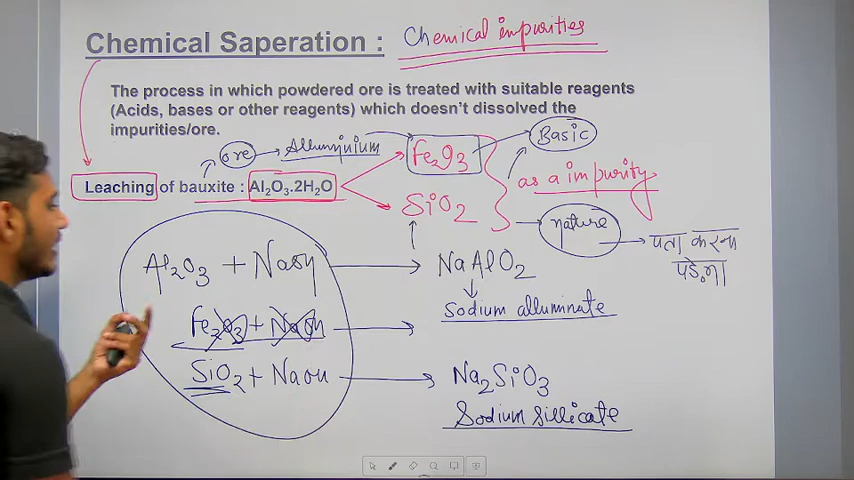 Chemical Saperation : Chemical impurities
The process in which powdered ore is treated with suitable reagents
(Acids, bases or other reagents) which doesn't dissolved the
impurities/ore.
ore Alluminium Fe2O3 Basic
Leaching of bauxite : Al2O3.2H2O as a impurity
SiO2 nature
पता करना
पडेगा
Al2O3 + NaOH NaAlO2
Sodium alluminate
Fe2O3 + NaOH
SiO2 + NaOH Na2SiO3
Sodium Sillicate